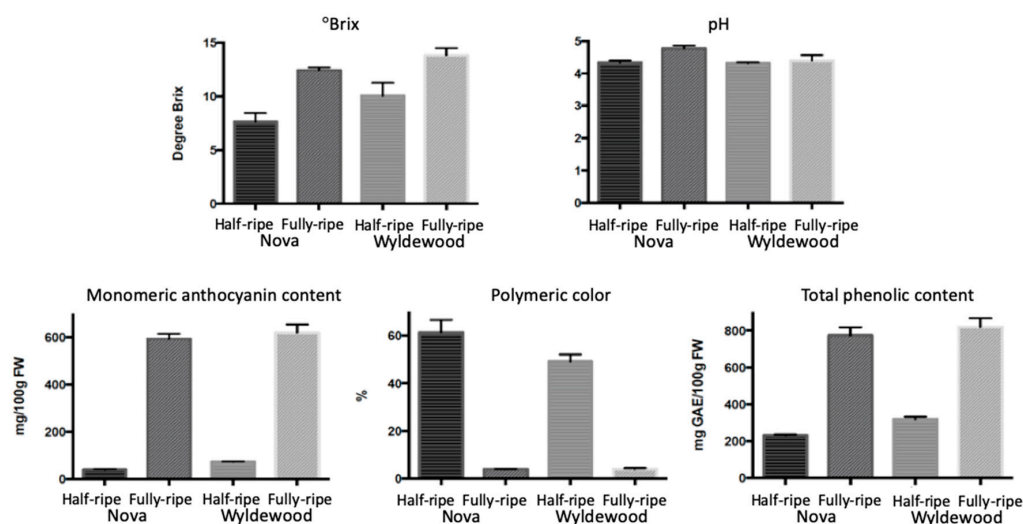 °Brix
Degree Brix
15
10
5
0
Half-ripe Fully-ripe Half-ripe Fully-ripe
Nova Wyldewood
pH
5
4
3
2
1
0
Half-ripe Fully-ripe Half-ripe Fully-ripe
Nova Wyldewood
Monomeric anthocyanin content
mg/100g FW
600
400
200
0
Half-ripe Fully-ripe Half-ripe Fully-ripe
Nova Wyldewood
Polymeric color
%
60
40
20
0
Half-ripe Fully-ripe Half-ripe Fully-ripe
Nova Wyldewood
Total phenolic content
mg GAE/100g FW
800
600
400
200
0
Half-ripe Fully-ripe Half-ripe Fully-ripe
Nova Wyldewood